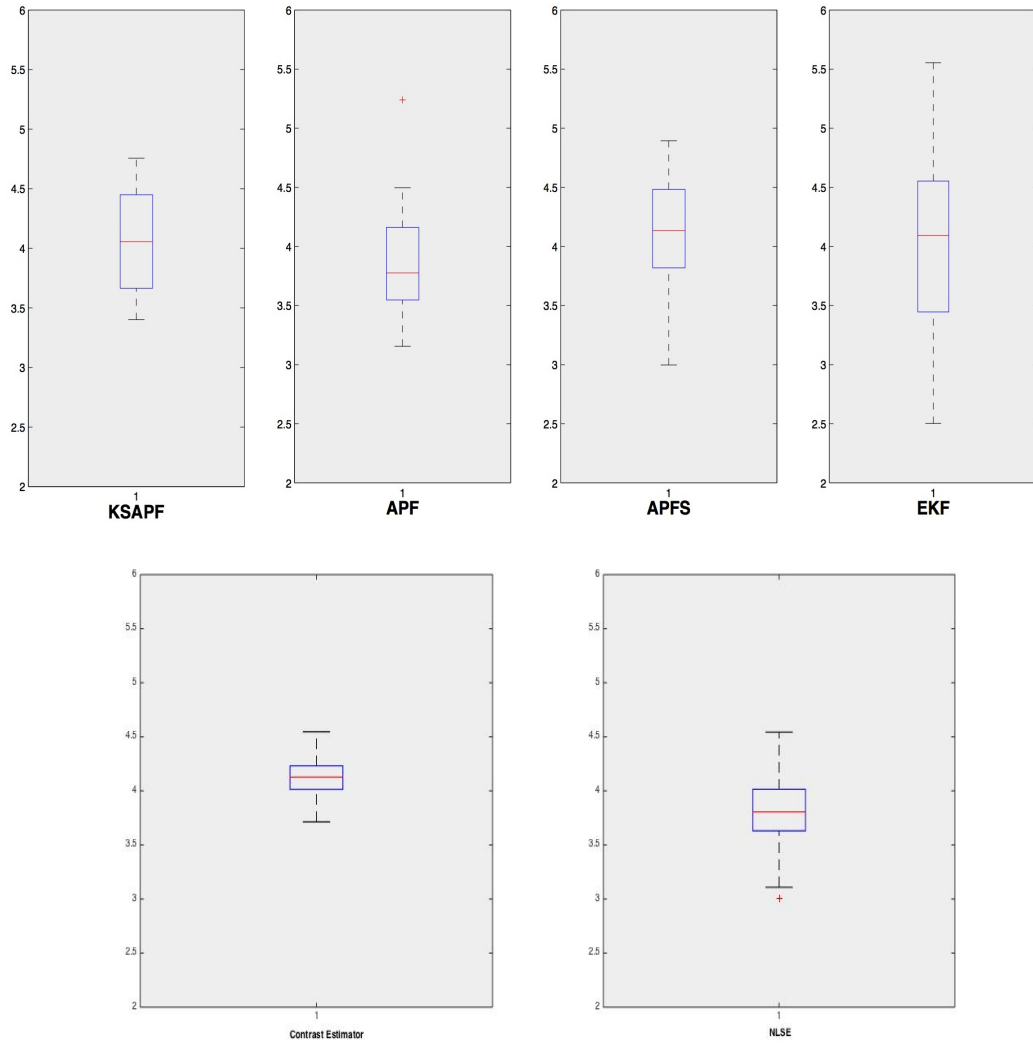 6 6 6 6
5.5 5.5 5.5 5.5
5 5 5 5
4.5 4.5 4.5 4.5
4 4 4 4
3.5 3.5 3.5 3.5
3 3 3 3
2.5 2.5 2.5 2.5
2 2 2 2
1 1 1 1
KSAPF APF APFS EKF
6 6
5.5 5.5
5 5
4.5 4.5
4 4
3.5 3.5
3 3
2.5 2.5
2 2
1 1
Contrast Estimator NLSE